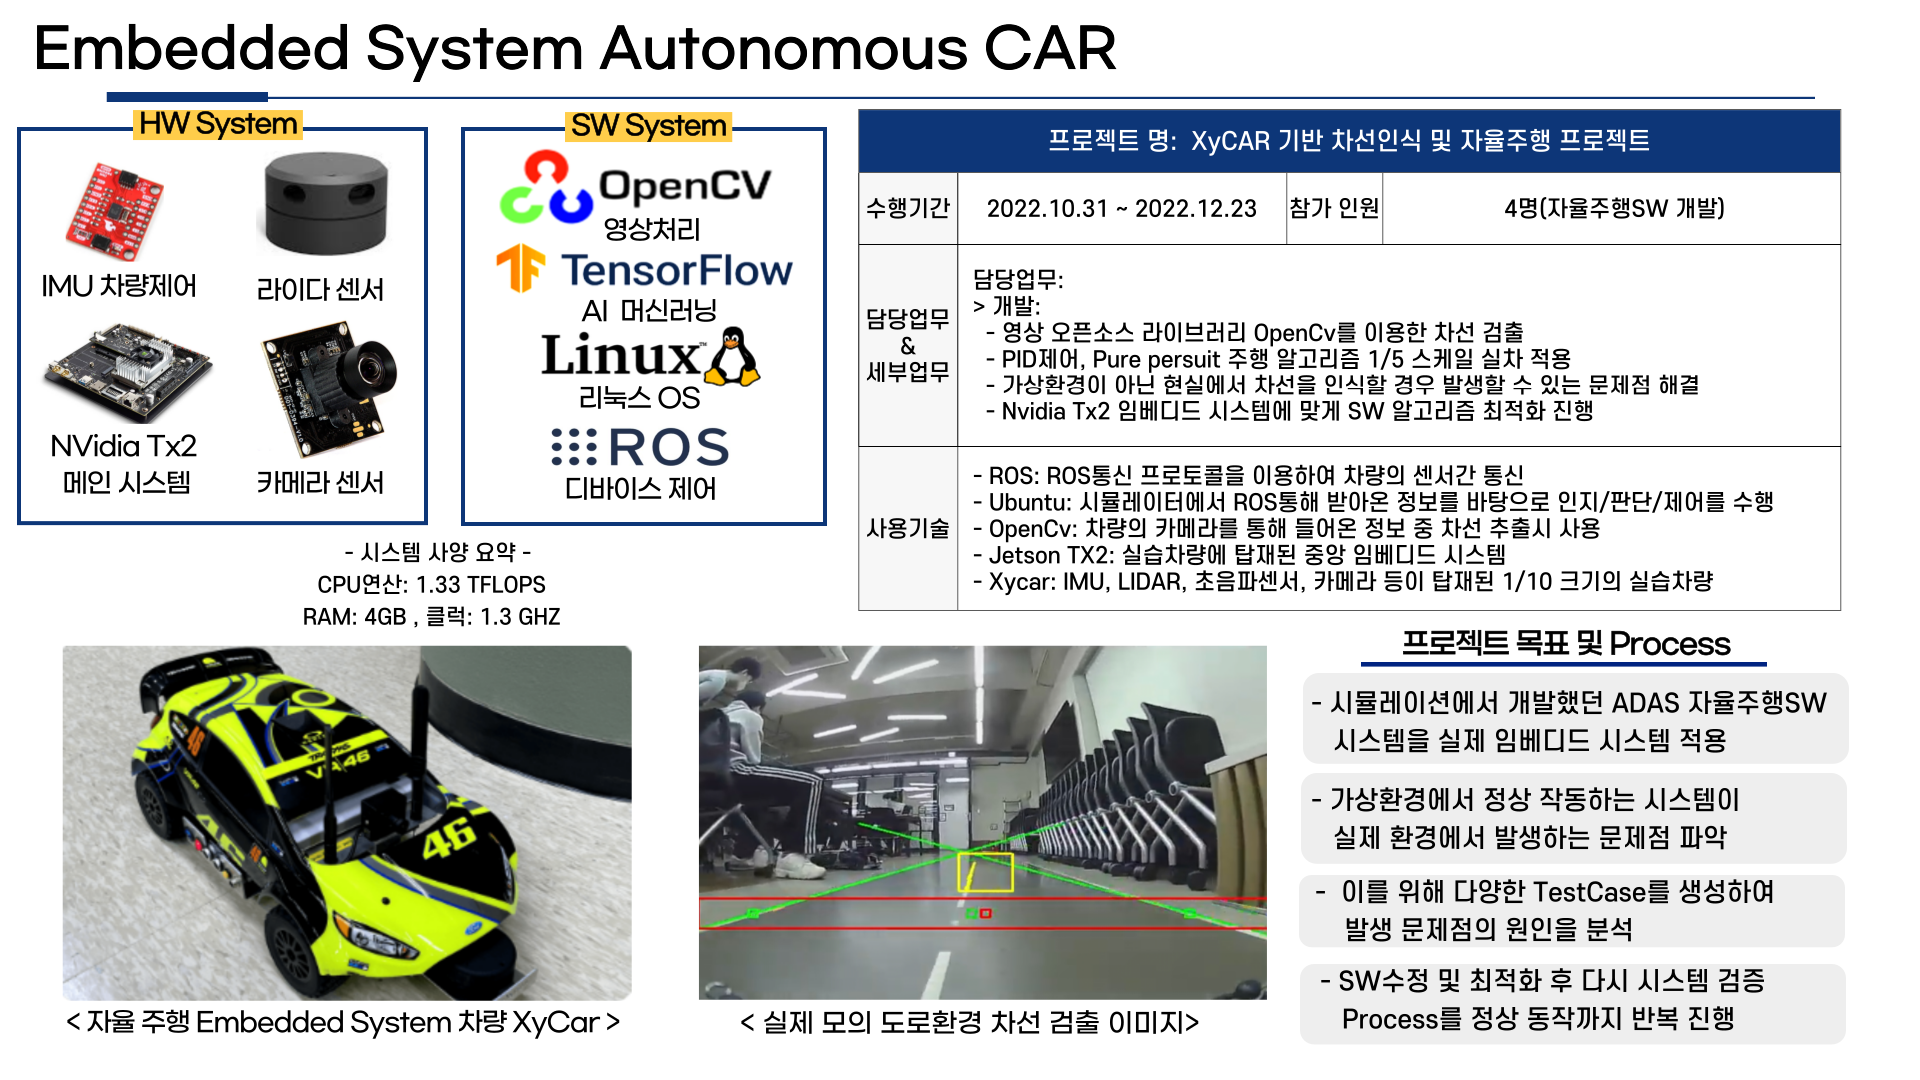 Embedded System Autonomous CAR
HW System
IMU 차량제어
라이다 센서
NVidia Tx2
메인 시스템
카메라 센서
SW System
OpenCV
영상처리
TensorFlow
AI 머신러닝
Linux™
리눅스 OS
ROS
디바이스 제어
- 시스템 사양 요약 -
CPU연산: 1.33 TFLOPS
RAM: 4GB , 클럭: 1.3 GHZ
프로젝트 명: XyCAR 기반 차선인식 및 자율주행 프로젝트
수행기간
2022.10.31 ~ 2022.12.23
참가 인원
4명(자율주행SW 개발)
담당업무
&
세부업무
담당업무:
> 개발:
- 영상 오픈소스 라이브러리 OpenCv를 이용한 차선 검출
- PID제어, Pure persuit 주행 알고리즘 1/5 스케일 실차 적용
- 가상환경이 아닌 현실에서 차선을 인식할 경우 발생할 수 있는 문제점 해결
- Nvidia Tx2 임베디드 시스템에 맞게 SW 알고리즘 최적화 진행
사용기술
- ROS: ROS통신 프로토콜을 이용하여 차량의 센서간 통신
- Ubuntu: 시뮬레이터에서 ROS통해 받아온 정보를 바탕으로 인지/판단/제어를 수행
- OpenCv: 차량의 카메라를 통해 들어온 정보 중 차선 추출시 사용
- Jetson TX2: 실습차량에 탑재된 중앙 임베디드 시스템
- Xycar: IMU, LIDAR, 초음파센서, 카메라 등이 탑재된 1/10 크기의 실습차량
46
VR46
46
< 자율 주행 Embedded System 차량 XyCar >
< 실제 모의 도로환경 차선 검출 이미지>
프로젝트 목표 및 Process
- 시뮬레이션에서 개발했던 ADAS 자율주행SW
시스템을 실제 임베디드 시스템 적용
- 가상환경에서 정상 작동하는 시스템이
실제 환경에서 발생하는 문제점 파악
- 이를 위해 다양한 TestCase를 생성하여
발생 문제점의 원인을 분석
- SW수정 및 최적화 후 다시 시스템 검증
Process를 정상 동작까지 반복 진행